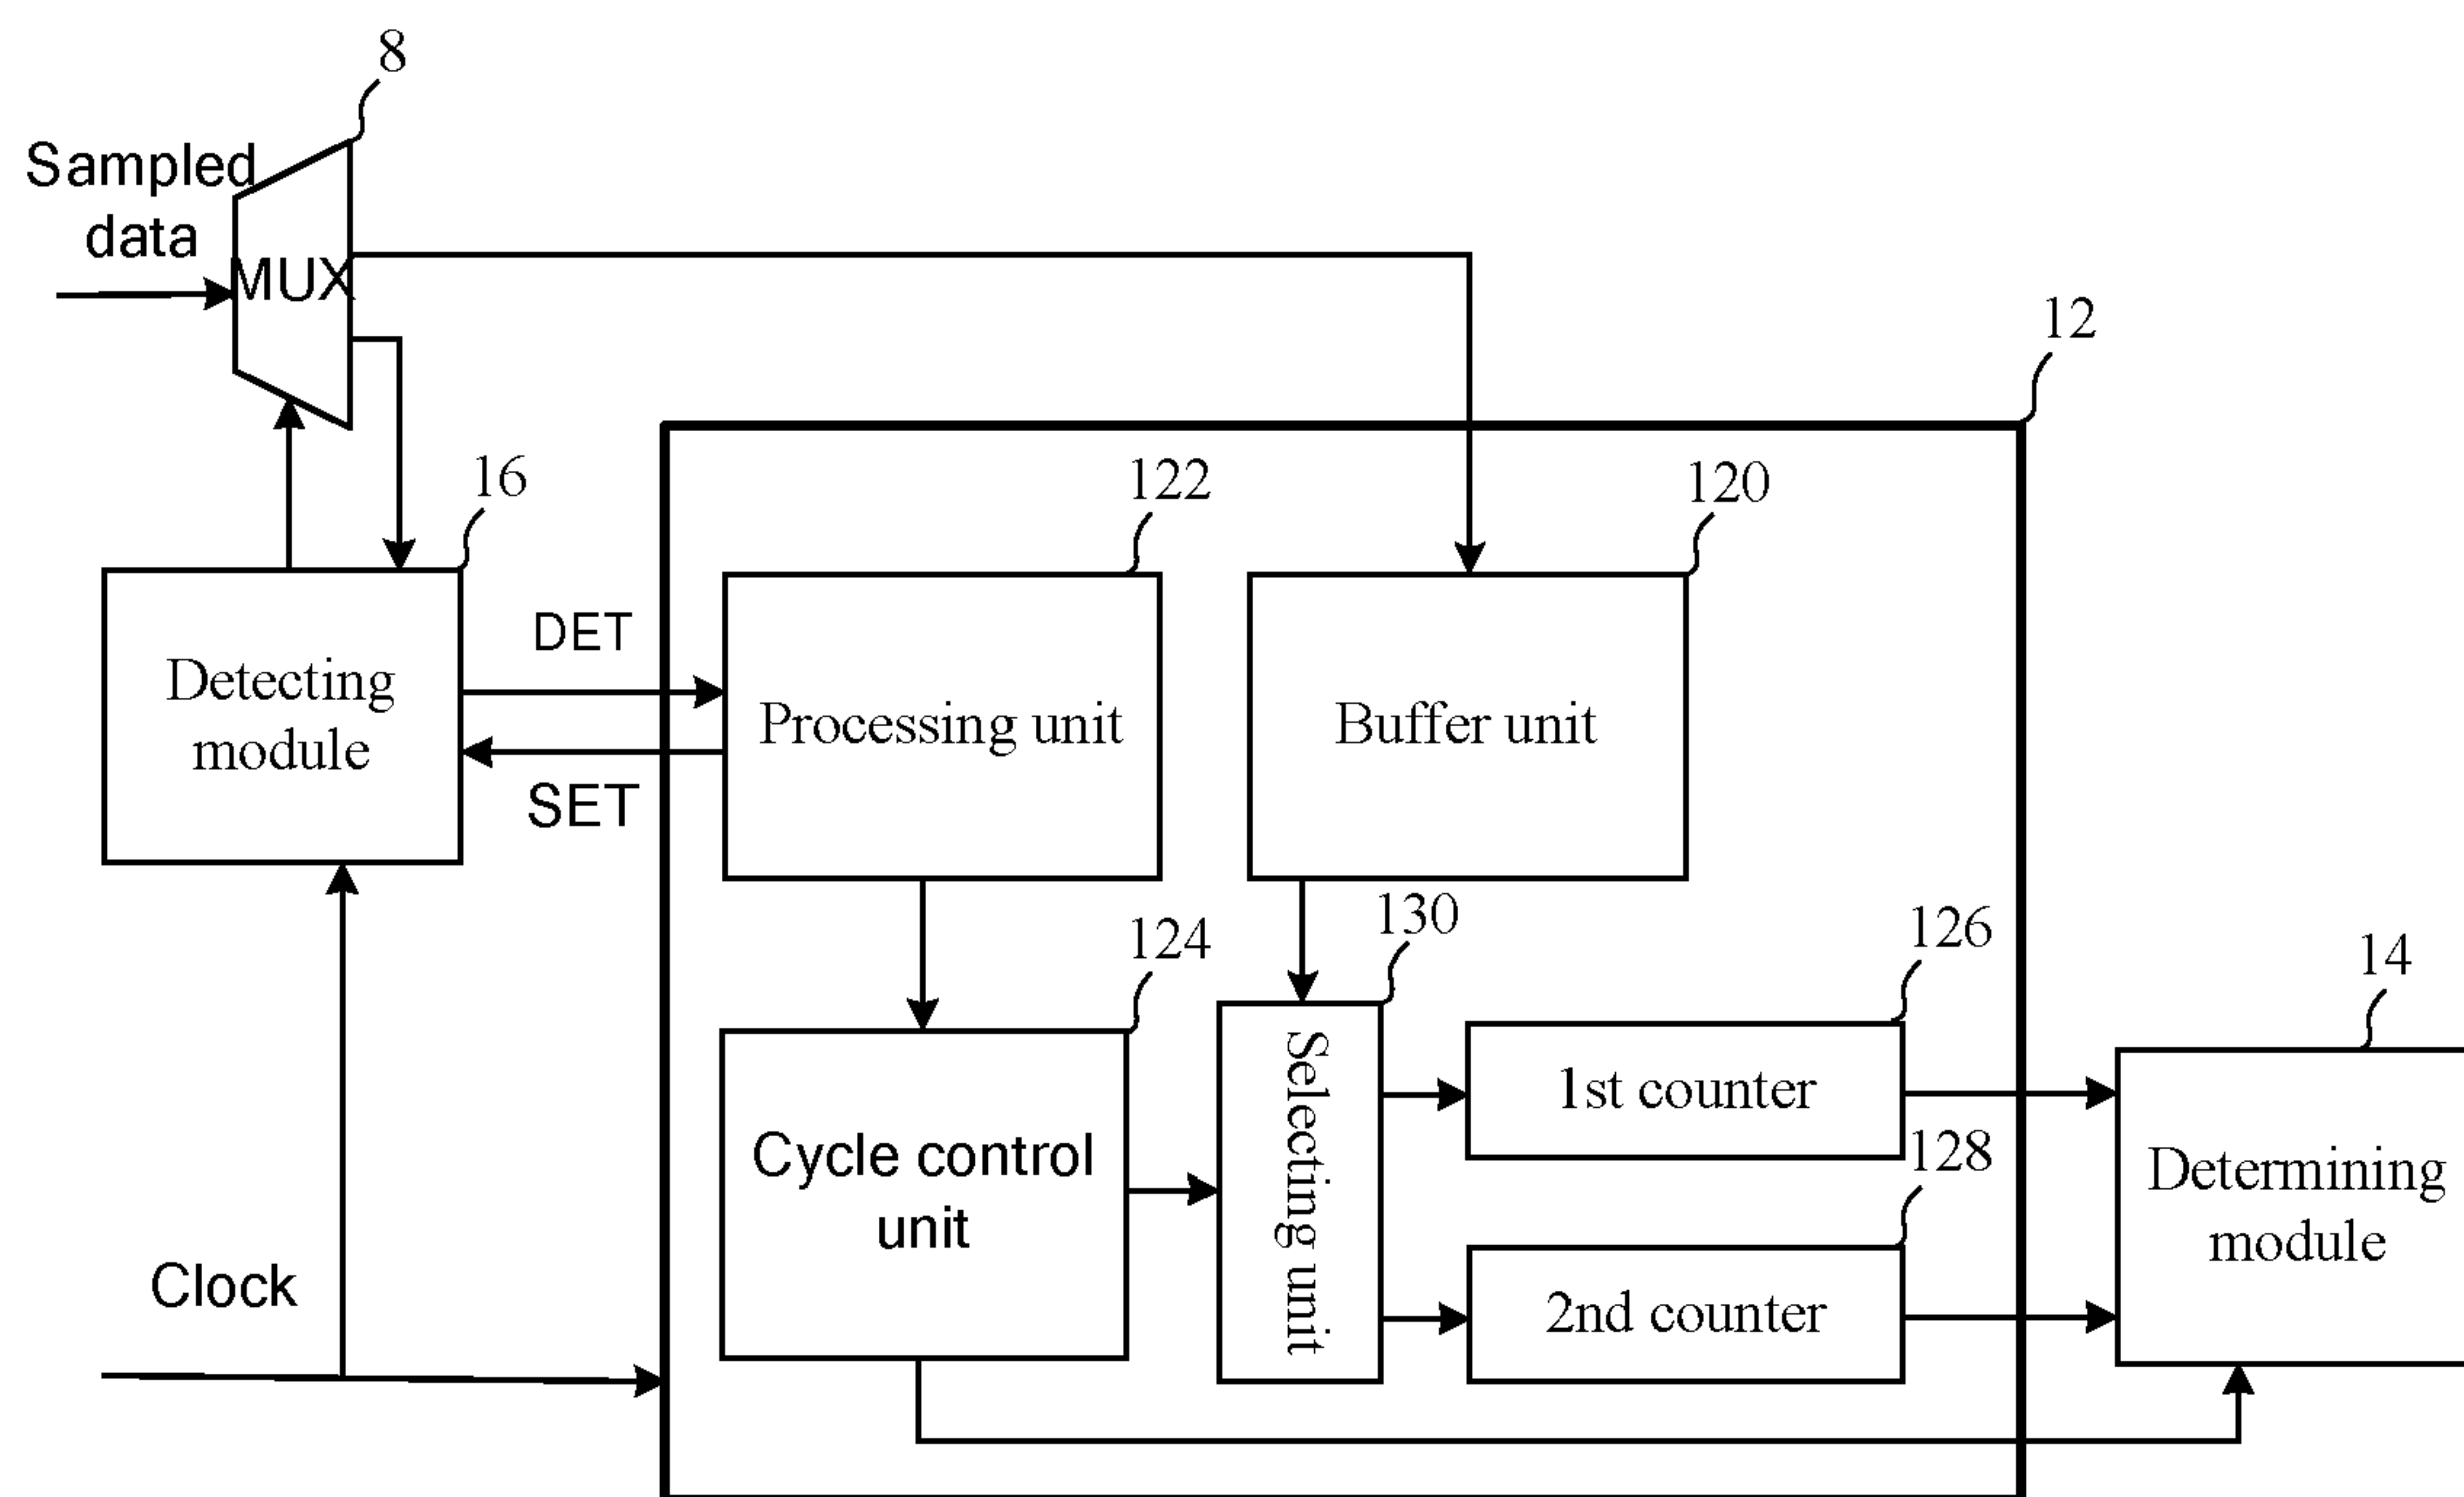 8
Sampled
data
MUX
12
16
122
120
DET
Detecting
module
Processing unit
Buffer unit
SET
124
130
126
14
Selecting unit
1st counter
Cycle control
unit
128
Determining
module
Clock
2nd counter